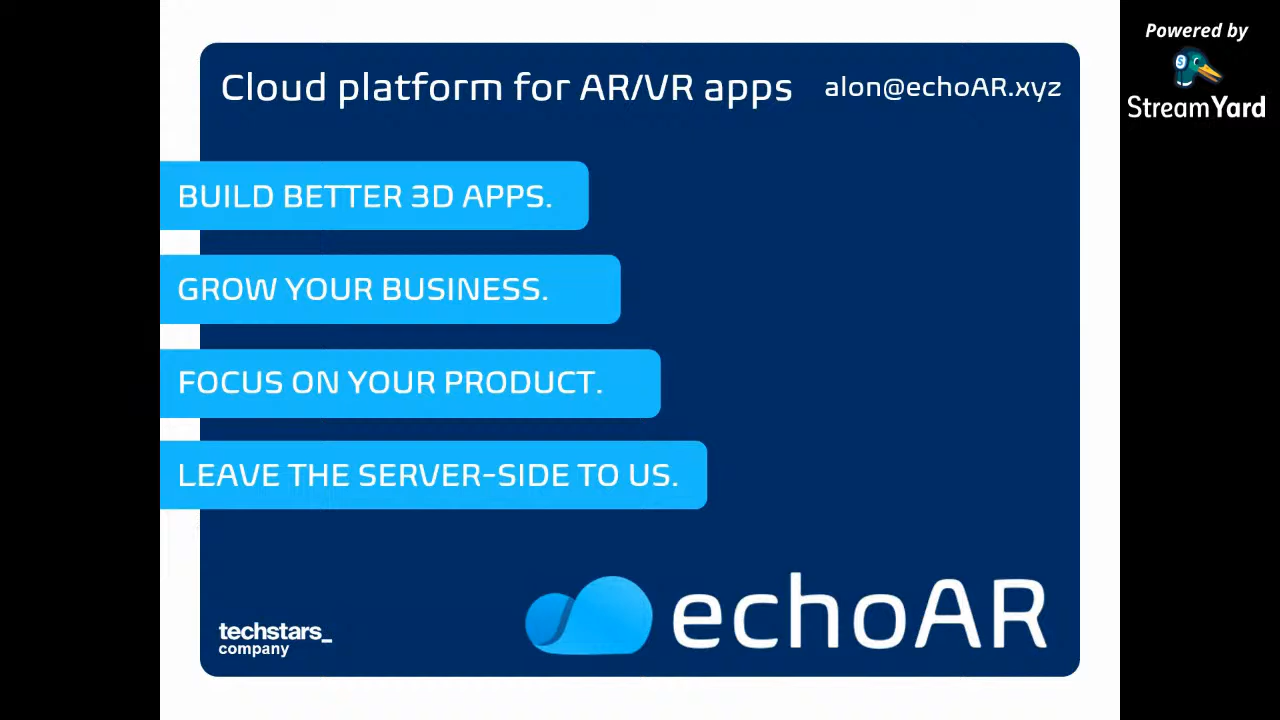 Cloud platform for AR/VR apps alon@echoAR.xyz
Powered by
StreamYard
BUILD BETTER 3D APPS.
GROW YOUR BUSINESS.
FOCUS ON YOUR PRODUCT.
LEAVE THE SERVER-SIDE TO US.
techstars_
company
echoAR